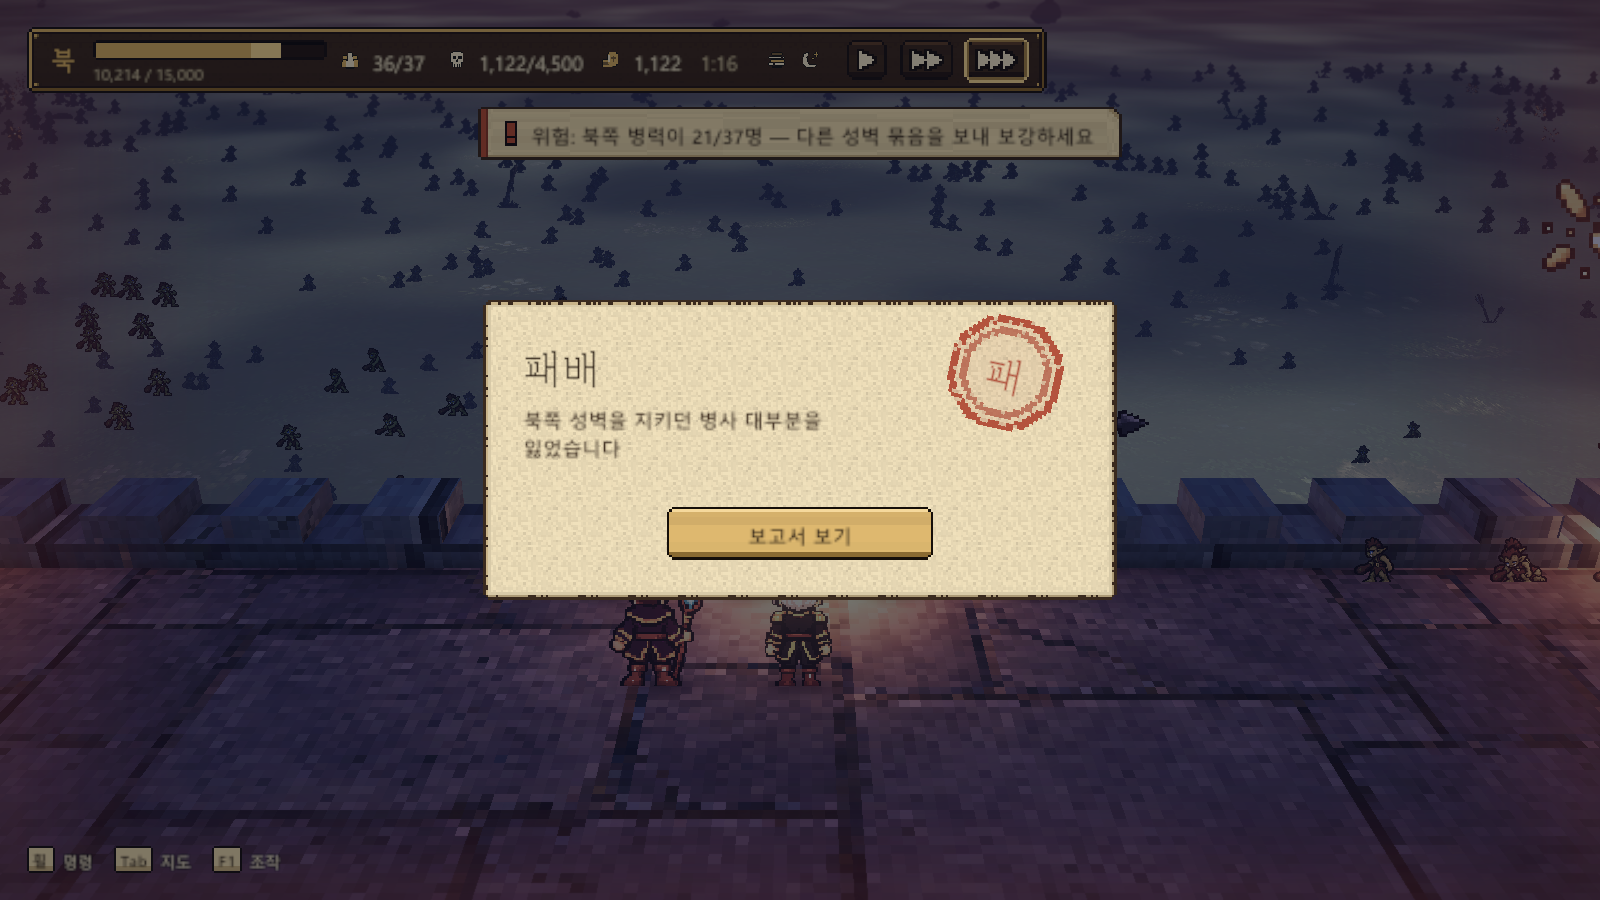 북
10,214 / 15,000
36/37
1,122/4,500
1,122
1:16
위험: 북쪽 병력이 21/37명 — 다른 성벽 묶음을 보내 보강하세요
패배
패
북쪽 성벽을 지키던 병사 대부분을
잃었습니다
보고서 보기
휠 명령 Tab 지도 F1 조작